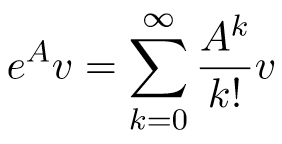 $e^A v = \sum_{k=0}^{\infty} \frac{A^k}{k!} v$